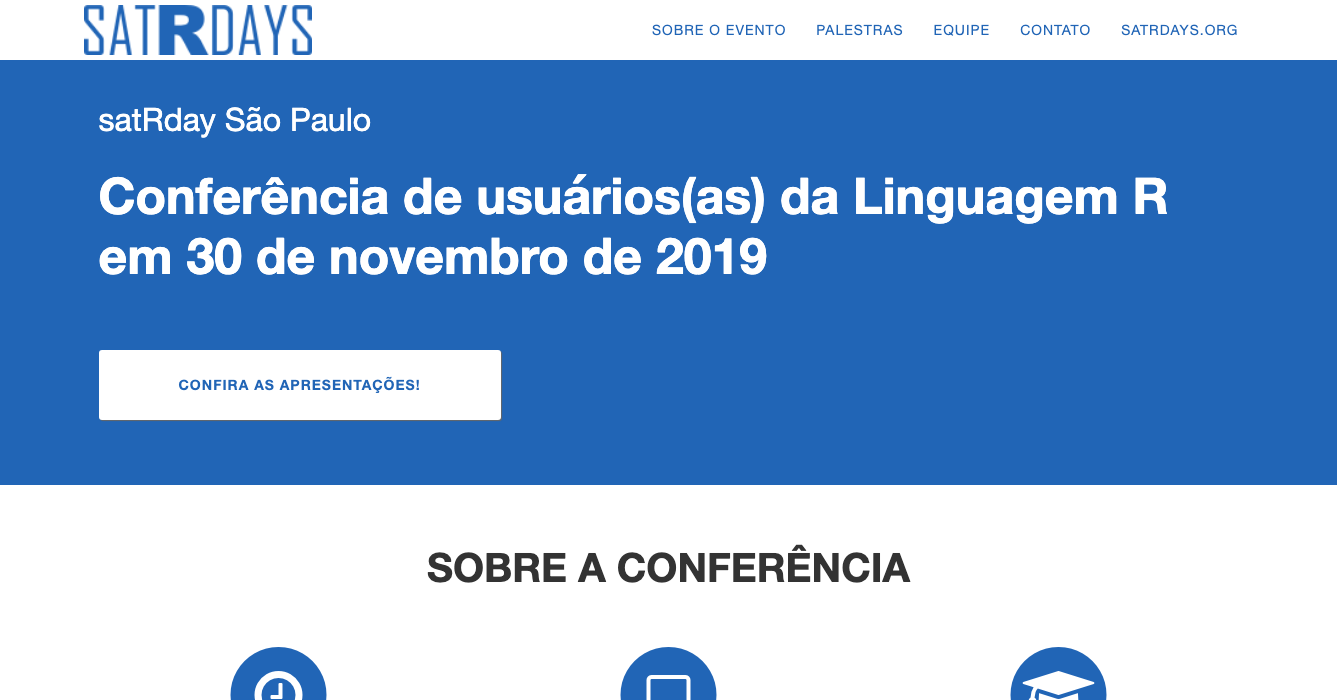 SATRDAYS
SOBRE O EVENTO PALESTRAS EQUIPE CONTATO SATRDAYS.ORG
satRday São Paulo
Conferência de usuários(as) da Linguagem R
em 30 de novembro de 2019
CONFIRA AS APRESENTAÇÕES!
SOBRE A CONFERÊNCIA